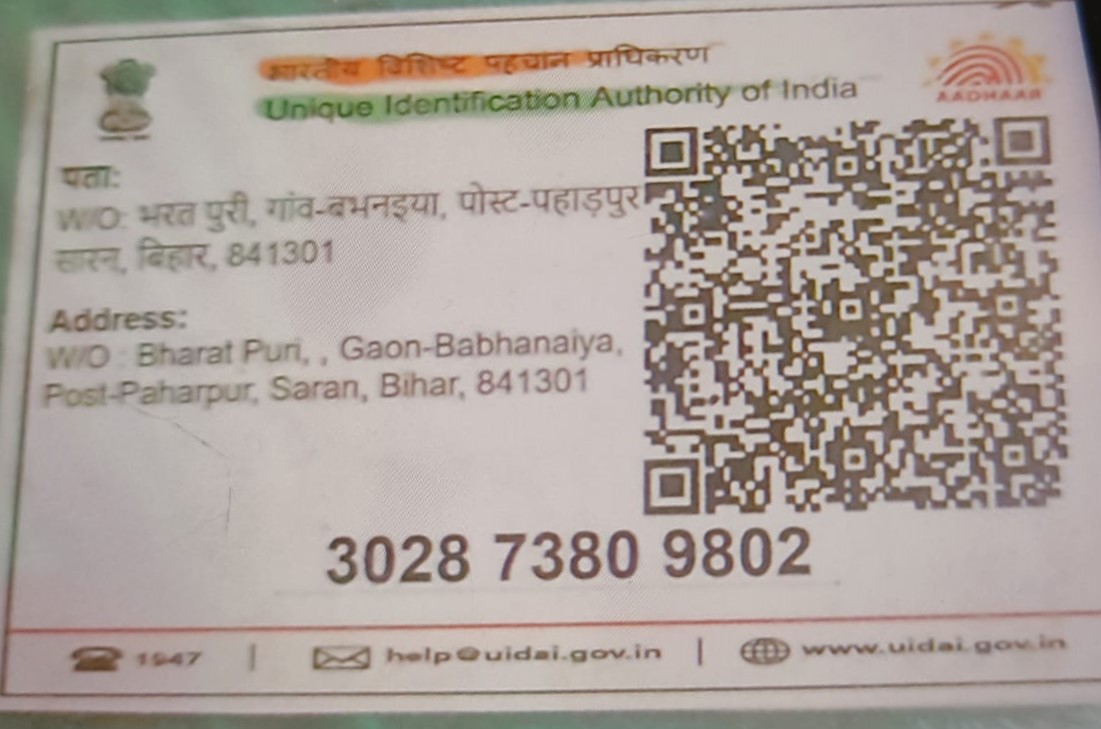 भारतीय विशिष्ट पहचान प्राधिकरण
Unique Identification Authority of India
AADHAAR
पता:
W/O: भरत पुरी, गांव-बभनइया, पोस्ट-पहाड़पुर
सारन, बिहार, 841301
Address:
W/O : Bharat Puri, , Gaon-Babhanaiya,
Post-Paharpur, Saran, Bihar, 841301
3028 7380 9802
1947 | help@uidai.gov.in | www.uidai.gov.in